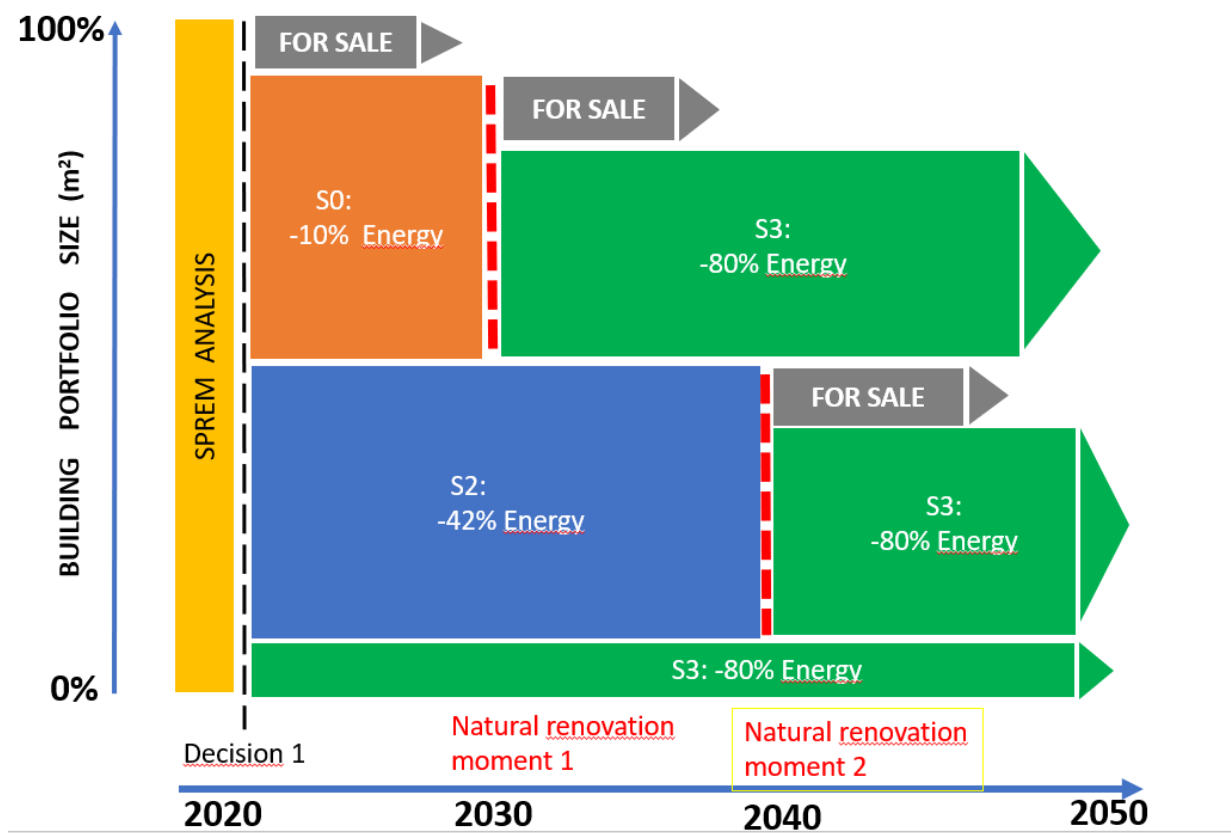 100%
FOR SALE
FOR SALE
S0:
-10% Energy
S3:
-80% Energy
BUILDING PORTFOLIO SIZE (m²)
SPREM ANALYSIS
FOR SALE
S2:
-42% Energy
S3:
-80% Energy
S3: -80% Energy
0%
Decision 1
Natural renovation
moment 1
Natural renovation
moment 2
2020
2030
2040
2050